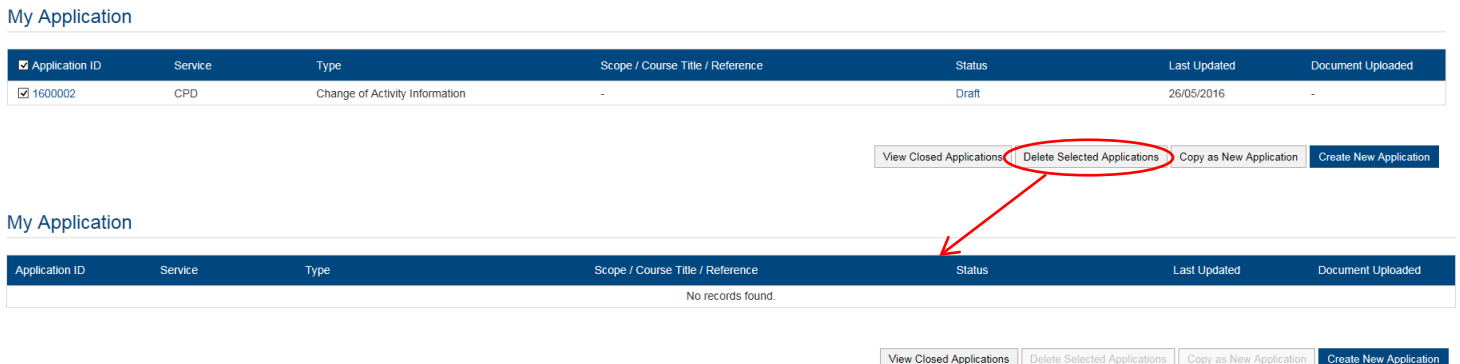 My Application
Application ID Service Type Scope / Course Title / Reference Status Last Updated Document Uploaded
1600002 CPD Change of Activity Information - Draft 26/05/2016 -
View Closed Applications Delete Selected Applications Copy as New Application Create New Application
My Application
Application ID Service Type Scope / Course Title / Reference Status Last Updated Document Uploaded
No records found.
View Closed Applications Delete Selected Applications Copy as New Application Create New Application